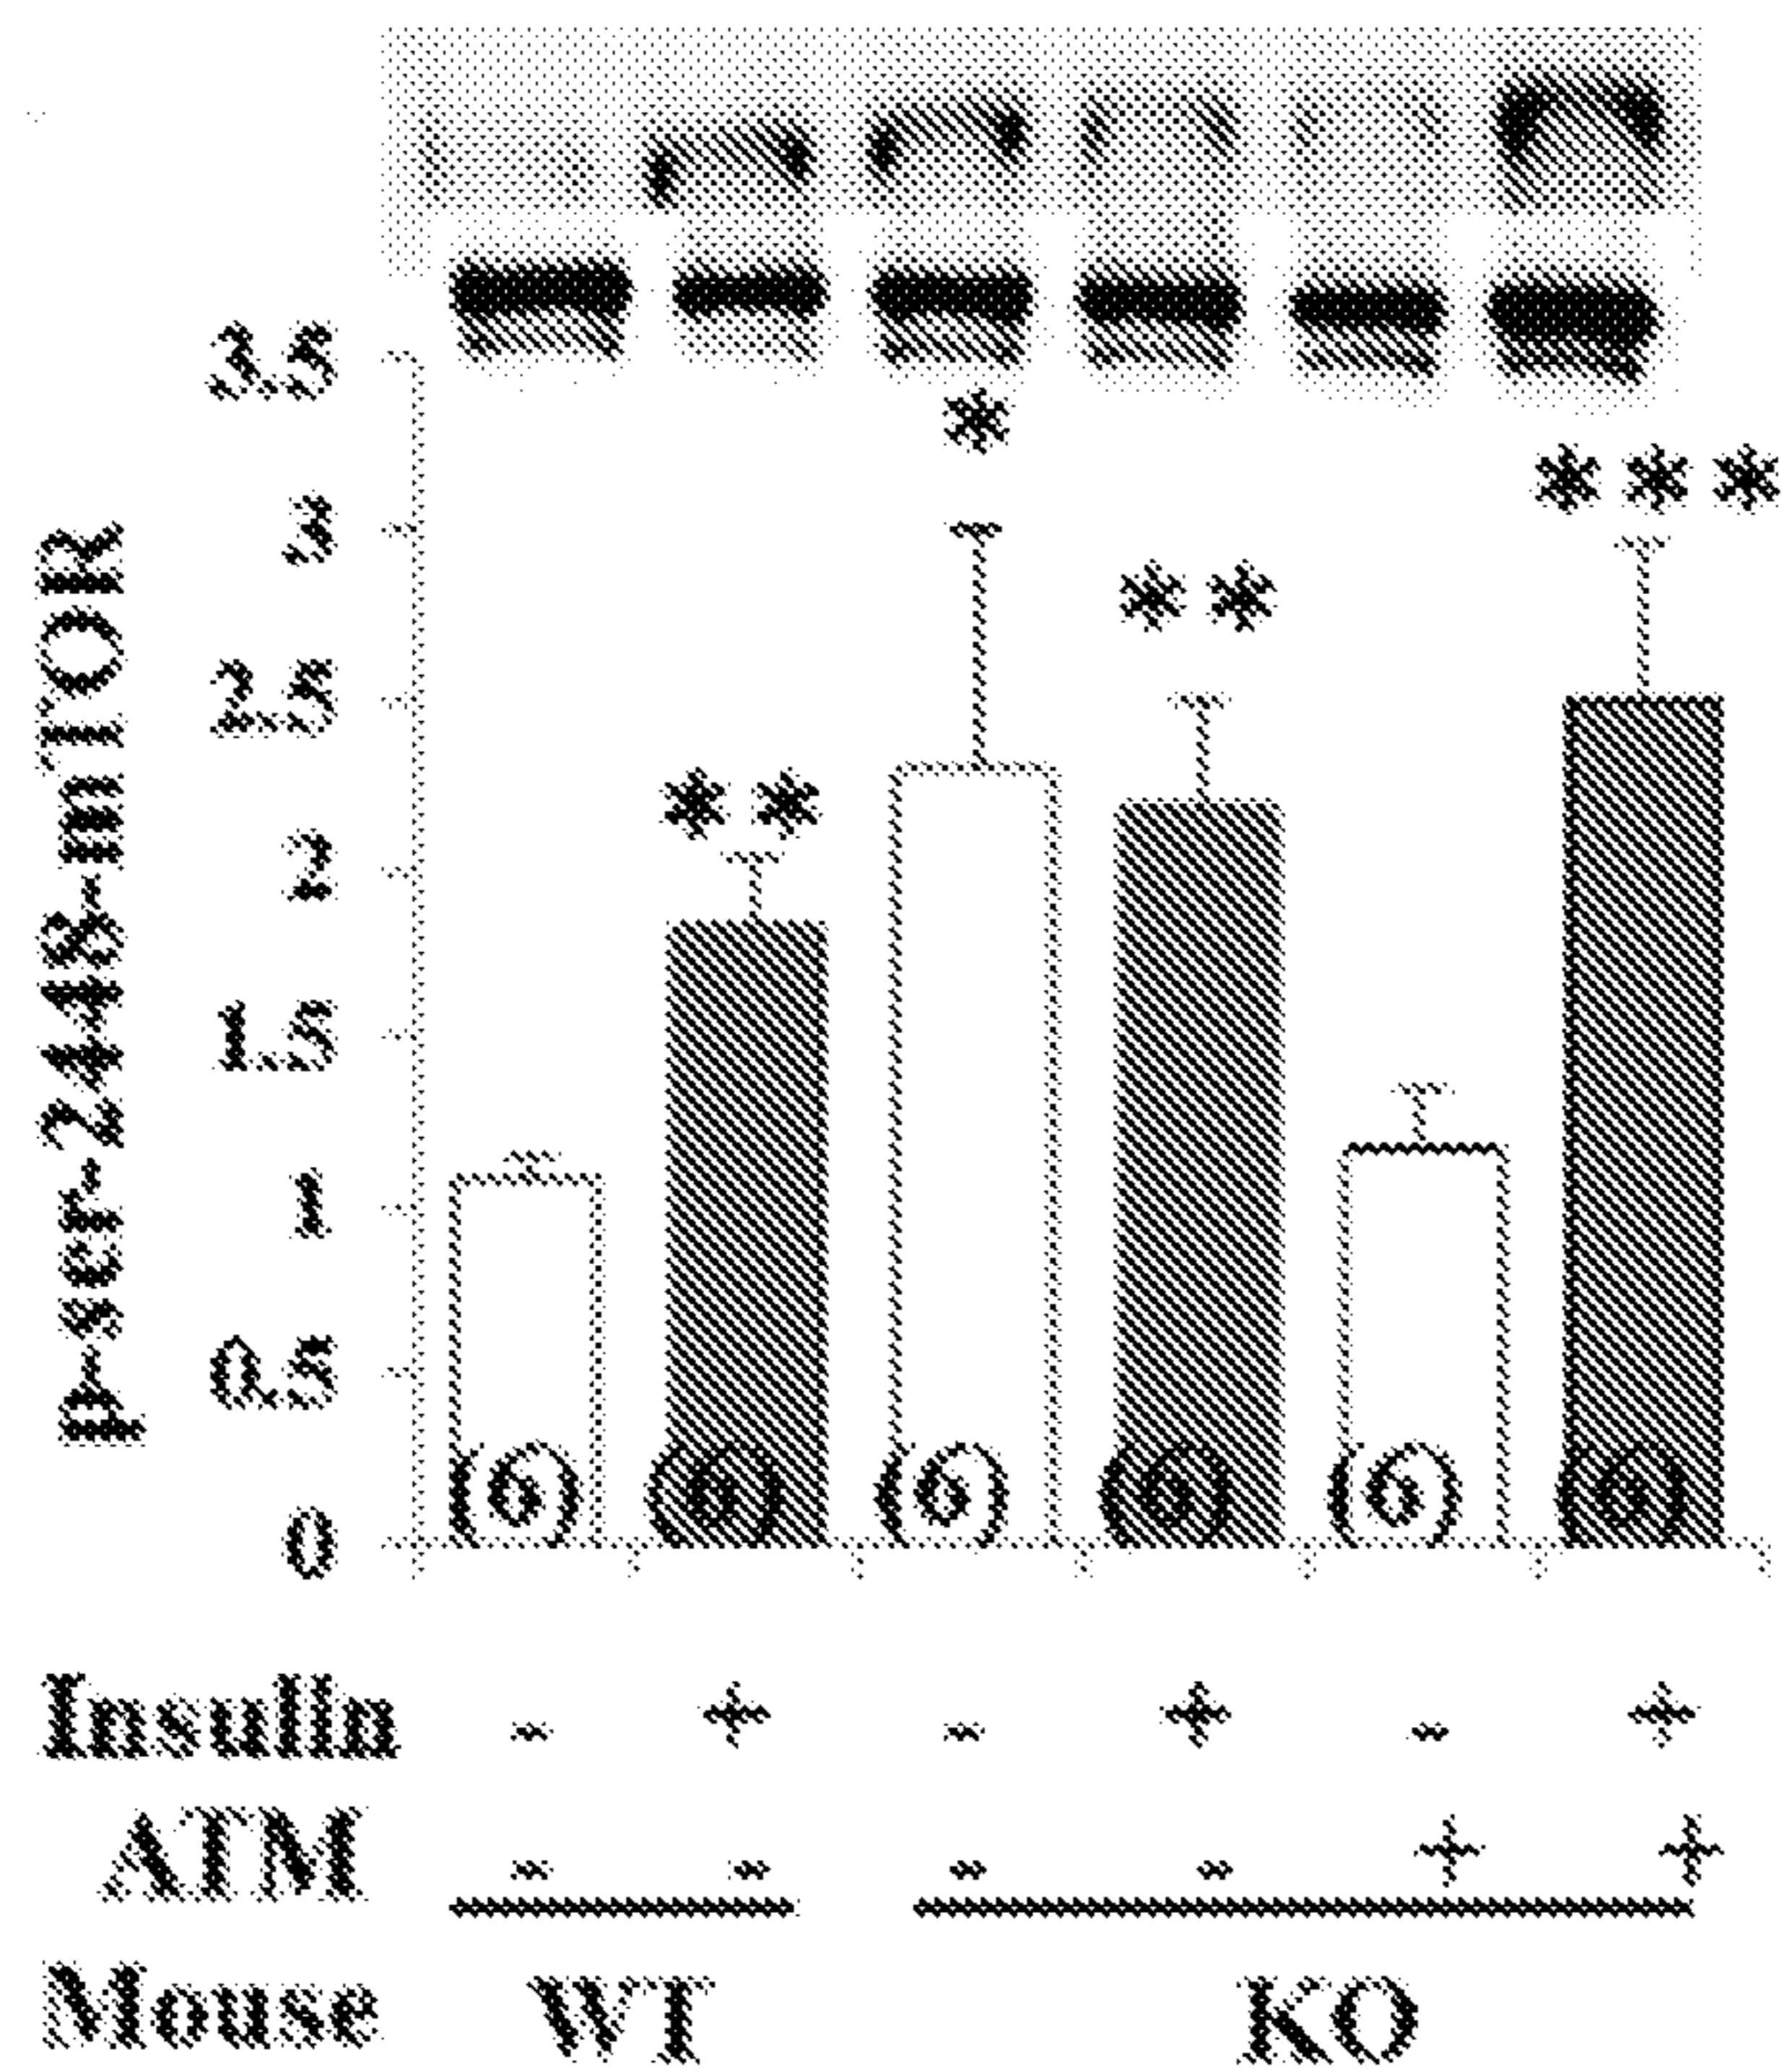 p-ser-2448-mTOR
3.5
*
* * *
3
* *
2.5
* *
2
1.5
1
0.5
(6) (6) (6) (6) (6) (6)
0
Insulin - + - + - +
ATM - - - - + +
Mouse WT KO